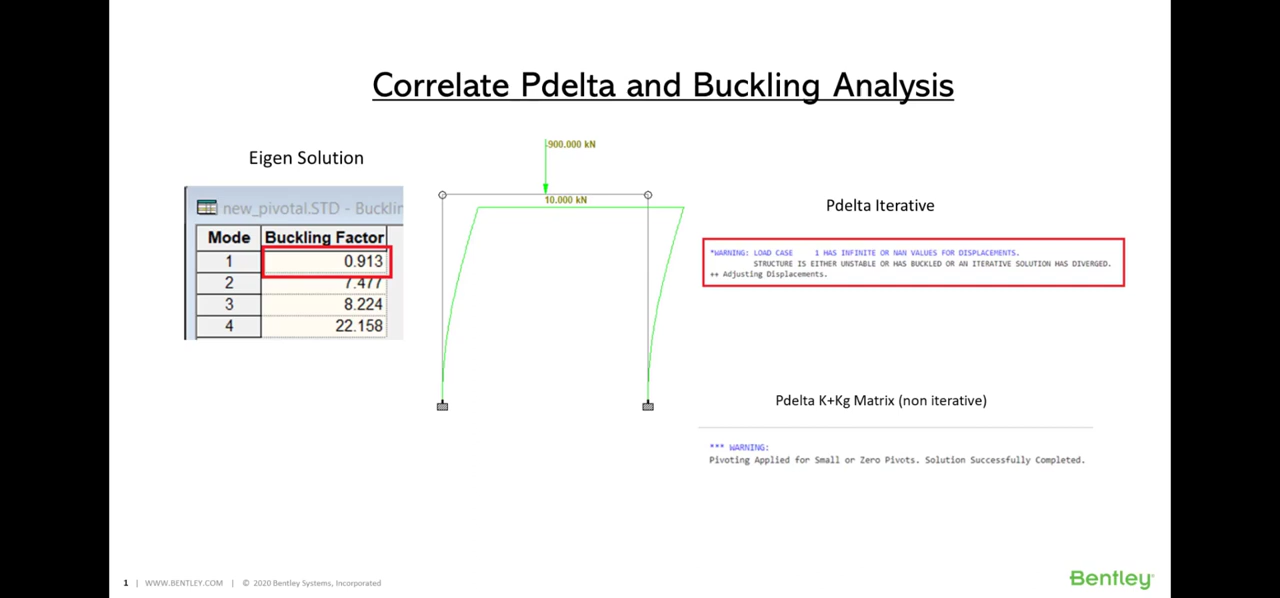 Correlate Pdelta and Buckling Analysis
Eigen Solution
new_pivotal.STD - Bucklir
Mode Buckling Factor
1 0.913
2 7.477
3 8.224
4 22.158
-900.000 kN
10.000 kN
Pdelta Iterative
*WARNING: LOAD CASE 1 HAS INFINITE OR NAN VALUES FOR DISPLACEMENTS.
STRUCTURE IS EITHER UNSTABLE OR HAS BUCKLED OR AN ITERATIVE SOLUTION HAS DIVERGED.
++ Adjusting Displacements.
Pdelta K+Kg Matrix (non iterative)
*** WARNING:
Pivoting Applied for Small or Zero Pivots. Solution Successfully Completed.
1 | WWW.BENTLEY.COM | © 2020 Bentley Systems, Incorporated
Bentley